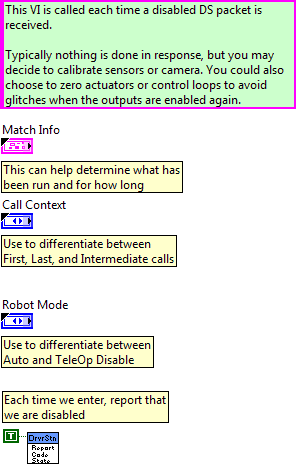 This VI is called each time a disabled DS packet is
received.
Typically nothing is done in response, but you may
decide to calibrate sensors or camera. You could also
choose to zero actuators or control loops to avoid
glitches when the outputs are enabled again.
Match Info
This can help determine what has
been run and for how long
Call Context
Use to differentiate between
First, Last, and Intermediate calls
Robot Mode
Use to differentiate between
Auto and TeleOp Disable
Each time we enter, report that
we are disabled
T
DrvrStn
Report
Code
State